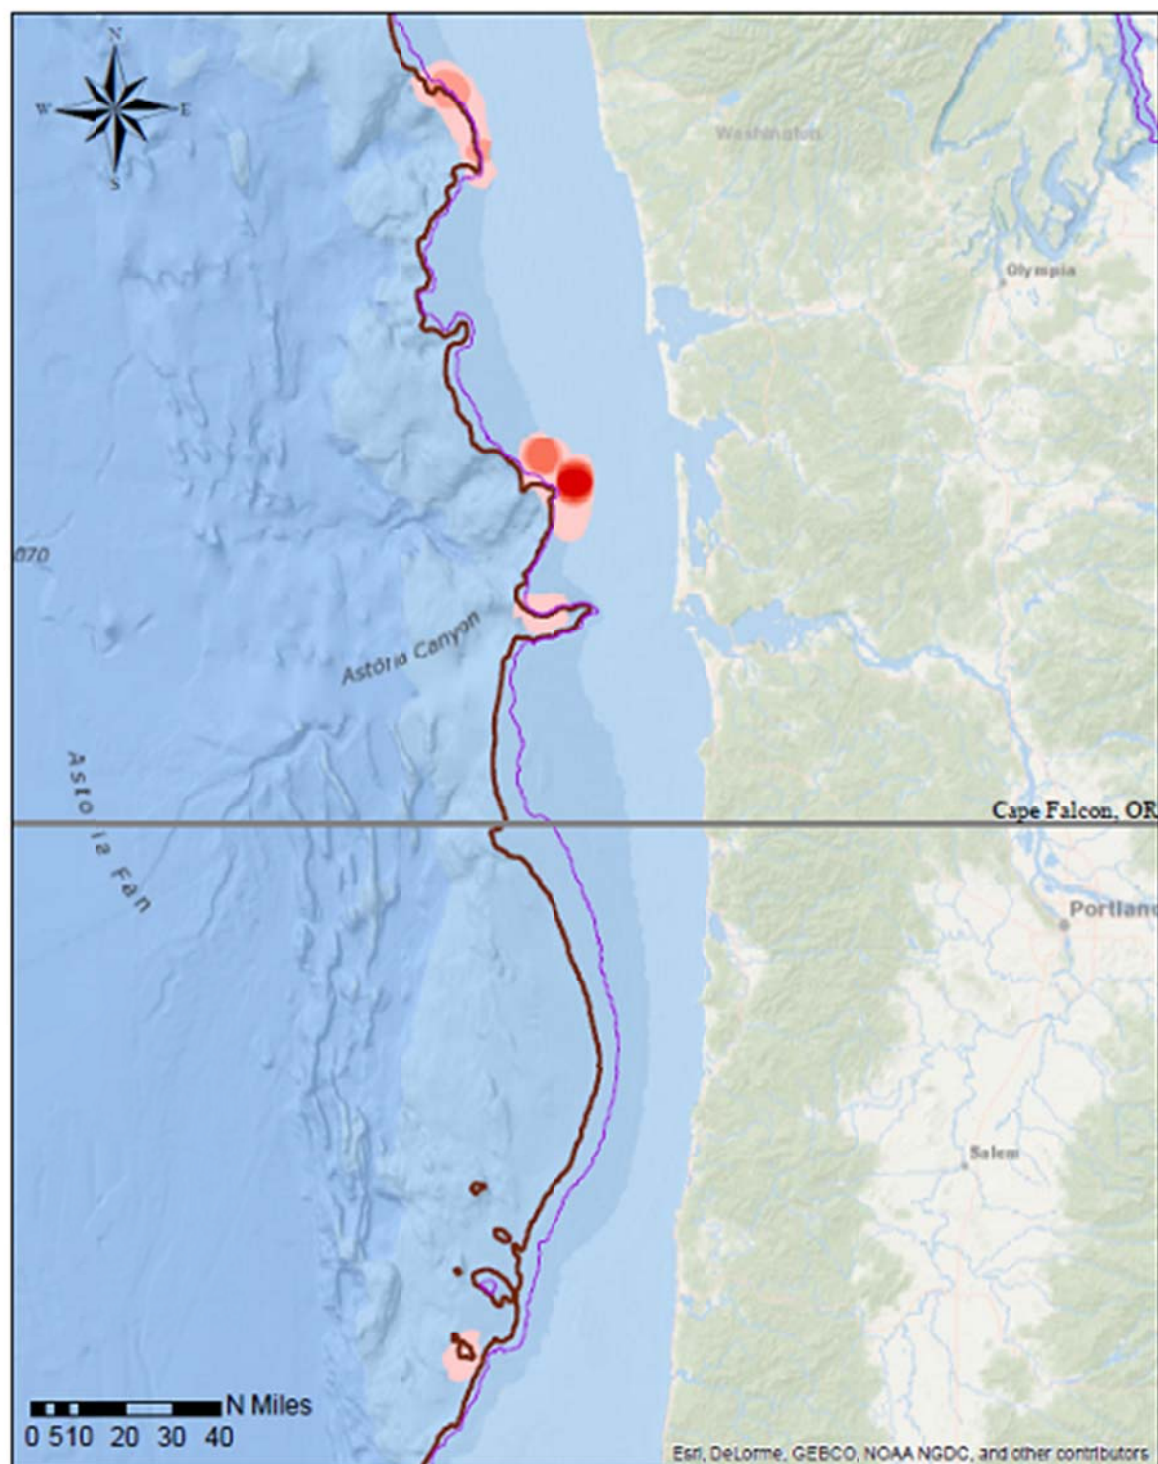 N
W E
S
Washington
Olympia
070
Astoria Canyon
Astoria Fan
Cape Falcon, OR
Portland
Salem
N Miles
0 5 10 20 30 40
Esri, DeLorme, GEBCO, NOAA NGDC, and other contributors